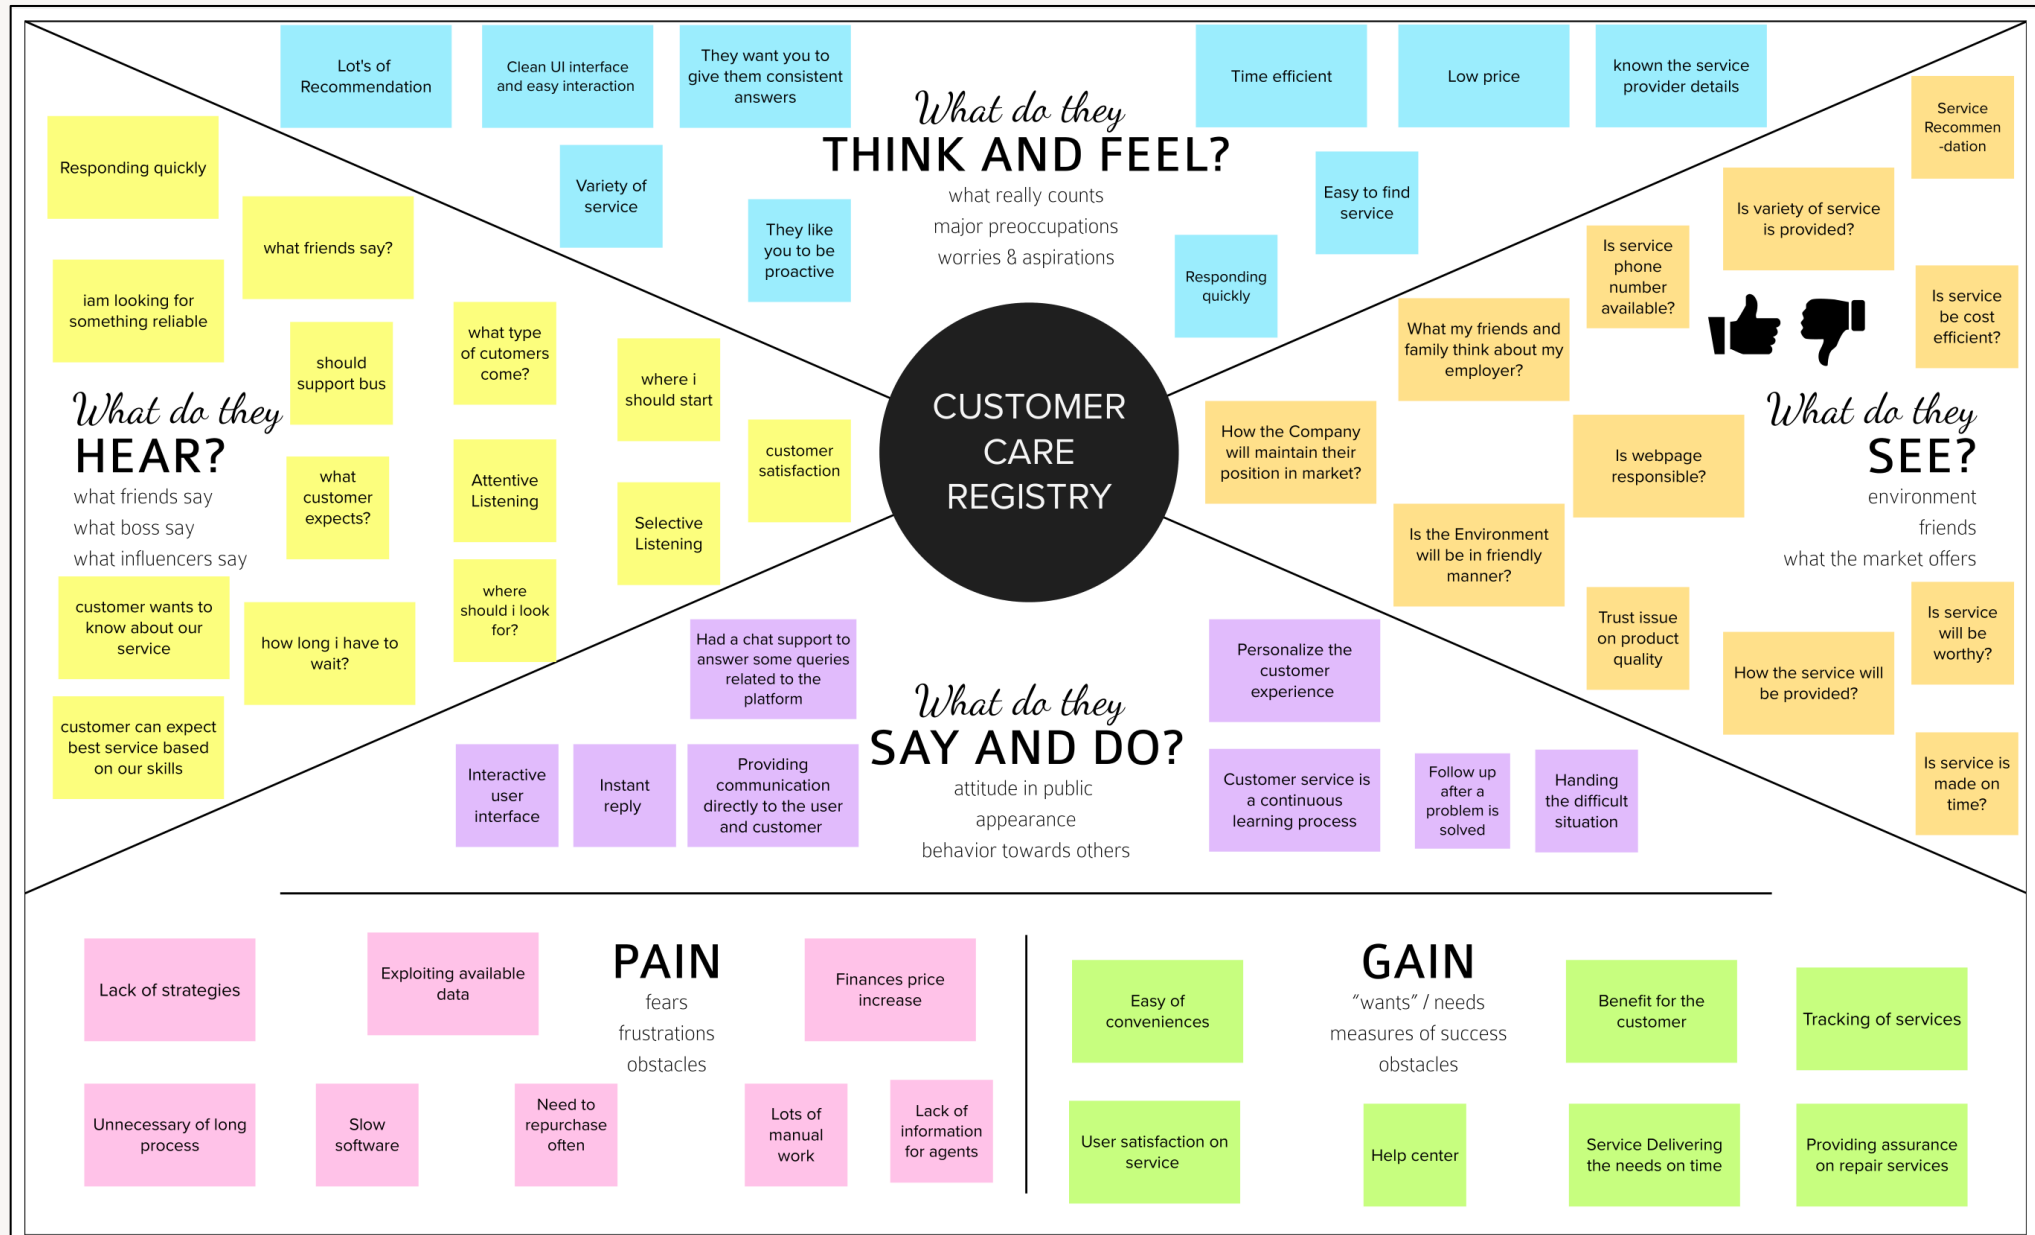 Lot's of
Recommendation
Clean UI interface
and easy interaction
They want you to
give them consistent
answers
Variety of
service
They like
you to be
proactive
What do they
THINK AND FEEL?
what really counts
major preoccupations
worries & aspirations
Time efficient
Low price
known the service
provider details
Easy to find
service
Responding
quickly
Responding quickly
what friends say?
iam looking for
something reliable
should
support bus
what type
of cutomers
come?
where i
should start
customer
satisfaction
What do they
HEAR?
what friends say
what boss say
what influencers say
what
customer
expects?
Attentive
Listening
Selective
Listening
where
should i look
for?
customer wants to
know about our
service
how long i have to
wait?
customer can expect
best service based
on our skills
CUSTOMER
CARE
REGISTRY
Service
Recommen
-dation
Is variety of service
is provided?
Is service
phone
number
available?
Is service
be cost
efficient?
What my friends and
family think about my
employer?
How the Company
will maintain their
position in market?
Is webpage
responsible?
What do they
SEE?
environment
friends
what the market offers
Is the Environment
will be in friendly
manner?
Trust issue
on product
quality
Is service
will be
worthy?
How the service will
be provided?
Is service is
made on
time?
Had a chat support to
answer some queries
related to the
platform
Interactive
user
interface
Instant
reply
Providing
communication
directly to the user
and customer
What do they
SAY AND DO?
attitude in public
appearance
behavior towards others
Personalize the
customer
experience
Customer service is
a continuous
learning process
Follow up
after a
problem is
solved
Handing
the difficult
situation
PAIN
fears
frustrations
obstacles
Lack of strategies
Exploiting available
data
Finances price
increase
Unnecessary of long
process
Slow
software
Need to
repurchase
often
Lots of
manual
work
Lack of
information
for agents
GAIN
“wants” / needs
measures of success
obstacles
Easy of
conveniences
Benefit for the
customer
Tracking of services
User satisfaction on
service
Help center
Service Delivering
the needs on time
Providing assurance
on repair services